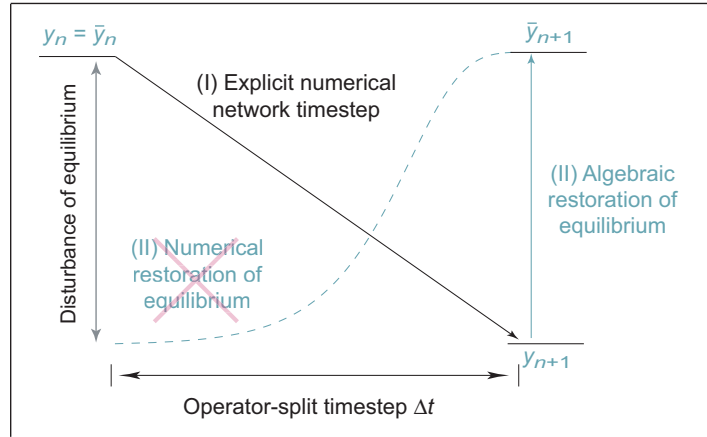 yn = ȳn
ȳn+1
(I) Explicit numerical
network timestep
Disturbance of equilibrium
(II) Algebraic
restoration of
equilibrium
(II) Numerical
restoration of
equilibrium
yn+1
Operator-split timestep Δt